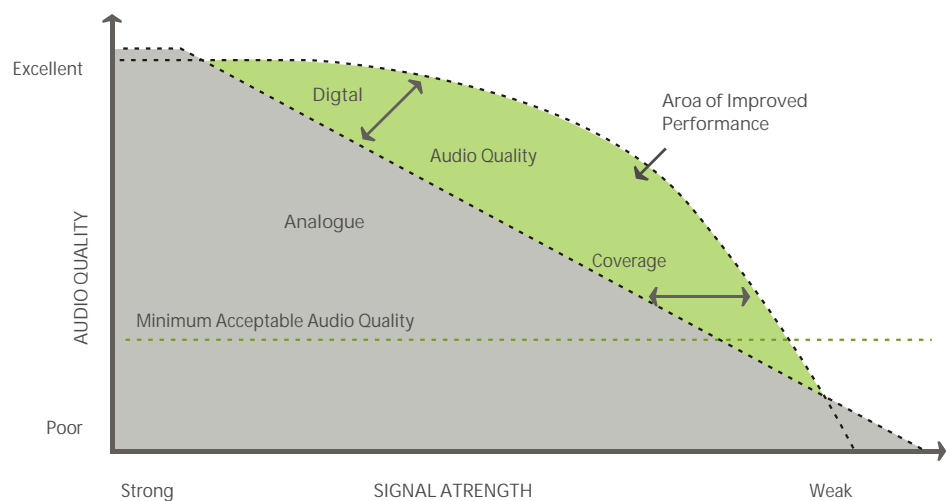 Excellent
Digtal
Aroa of Improved
Performance
Audio Quality
Analogue
Coverage
AUDIO QUALITY
Minimum Acceptable Audio Quality
Poor
Strong
SIGNAL ATRENGTH
Weak